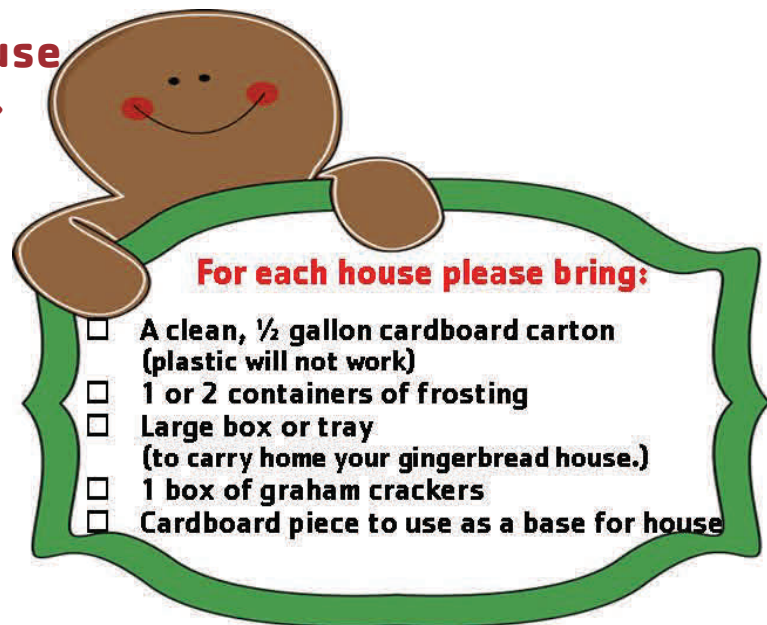 For each house please bring:
☐ A clean, ½ gallon cardboard carton
(plastic will not work)
☐ 1 or 2 containers of frosting
☐ Large box or tray
(to carry home your gingerbread house.)
☐ 1 box of graham crackers
☐ Cardboard piece to use as a base for house